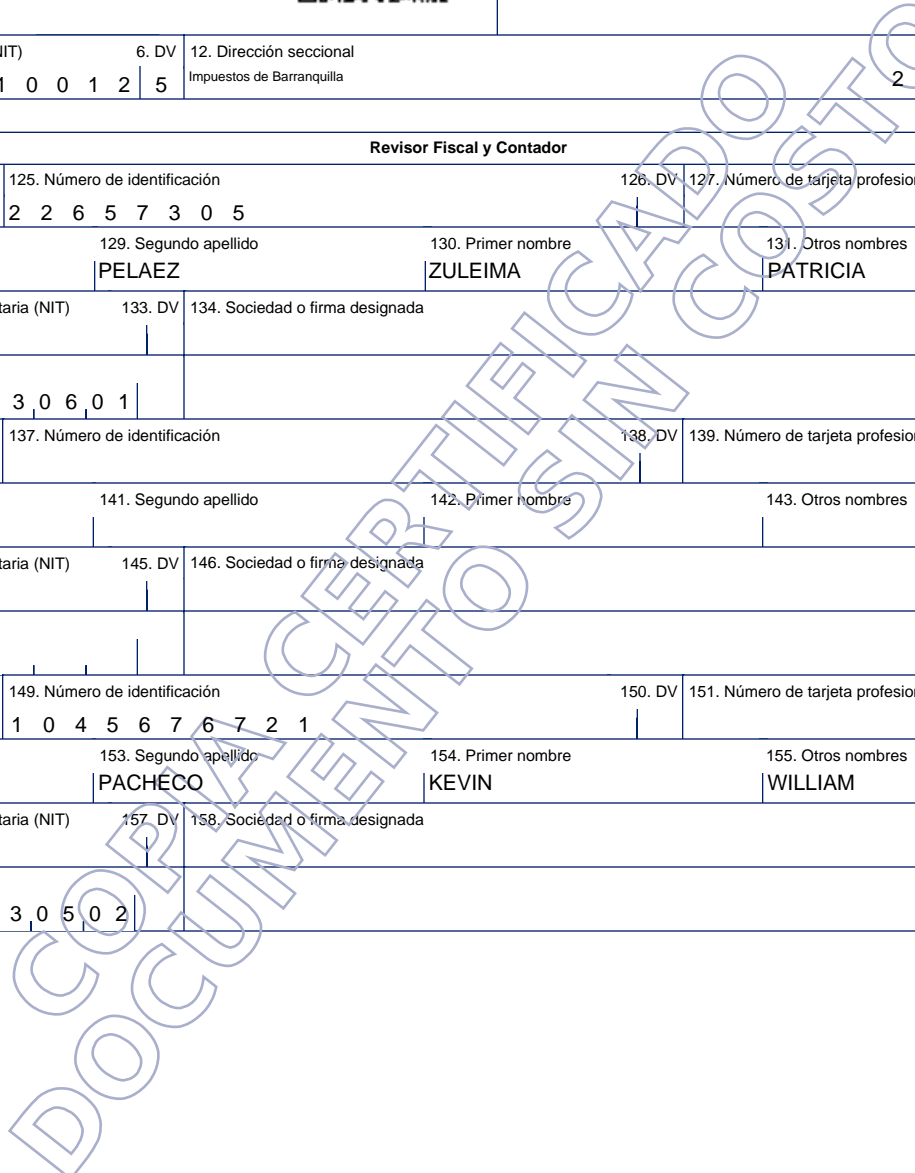 IT) 6. DV 12. Dirección seccional
1 0 0 1 2 5 Impuestos de Barranquilla 2
Revisor Fiscal y Contador
125. Número de identificación 126. DV 127. Número de tarjeta profesion
2 2 6 5 7 3 0 5
129. Segundo apellido 130. Primer nombre 131. Otros nombres
PELAEZ ZULEIMA PATRICIA
taria (NIT) 133. DV 134. Sociedad o firma designada
3 0 6 0 1
137. Número de identificación 138. DV 139. Número de tarjeta profesion
141. Segundo apellido 142. Primer nombre 143. Otros nombres
taria (NIT) 145. DV 146. Sociedad o firma designada
149. Número de identificación 150. DV 151. Número de tarjeta profesion
1 0 4 5 6 7 6 7 2 1
153. Segundo apellido 154. Primer nombre 155. Otros nombres
PACHECO KEVIN WILLIAM
taria (NIT) 157. DV 158. Sociedad o firma designada
3 0 5 0 2
COPIA CERTIFICADO
DOCUMENTO SIN COSTO